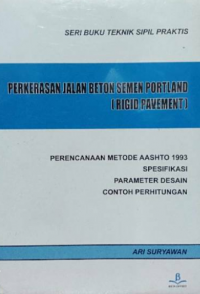 SERI BUKU TEKNIK SIPIL PRAKTIS
PERKERASAN JALAN BETON SEMEN PORTLAND
( RIGID PAVEMENT )
PERENCANAAN METODE AASHTO 1993
SPESIFIKASI
PARAMETER DESAIN
CONTOH PERHITUNGAN
ARI SURYAWAN